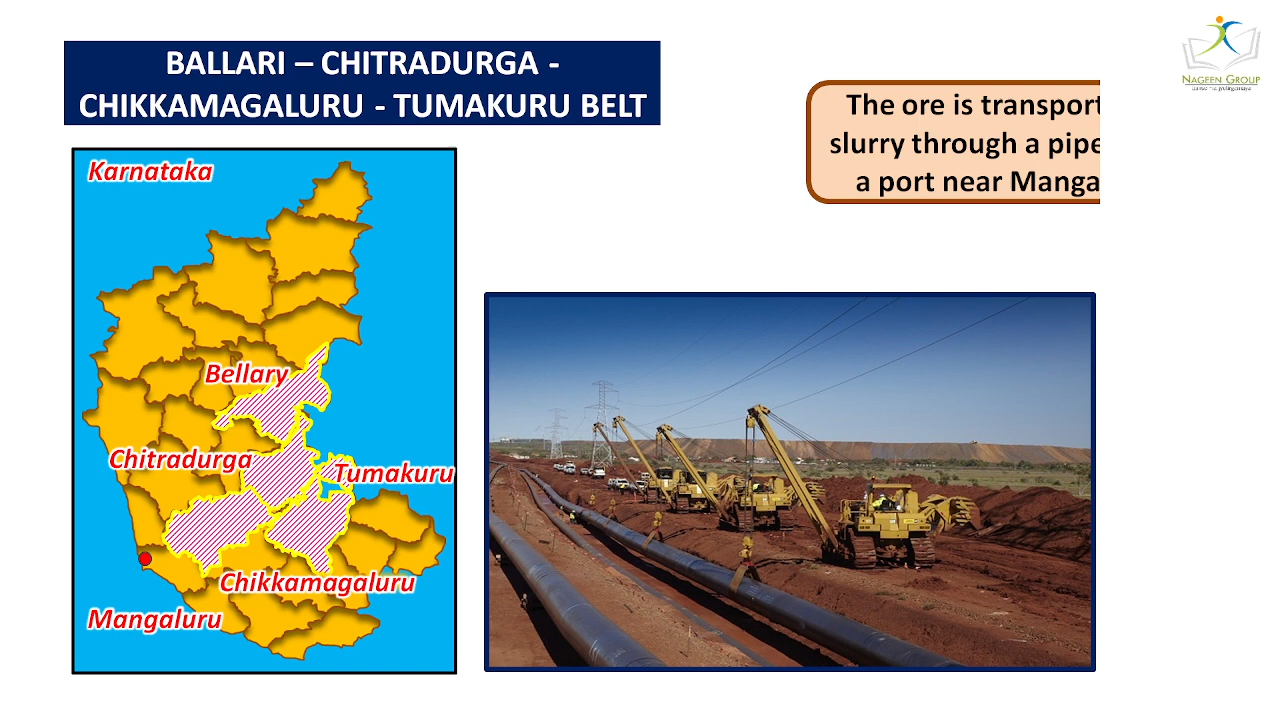 BALLARI – CHITRADURGA -
CHIKKAMAGALURU - TUMAKURU BELT
NAGEEN GROUP
The ore is transport
slurry through a pipe
a port near Manga
Karnataka
Bellary
Chitradurga
Tumakuru
Chikkamagaluru
Mangaluru